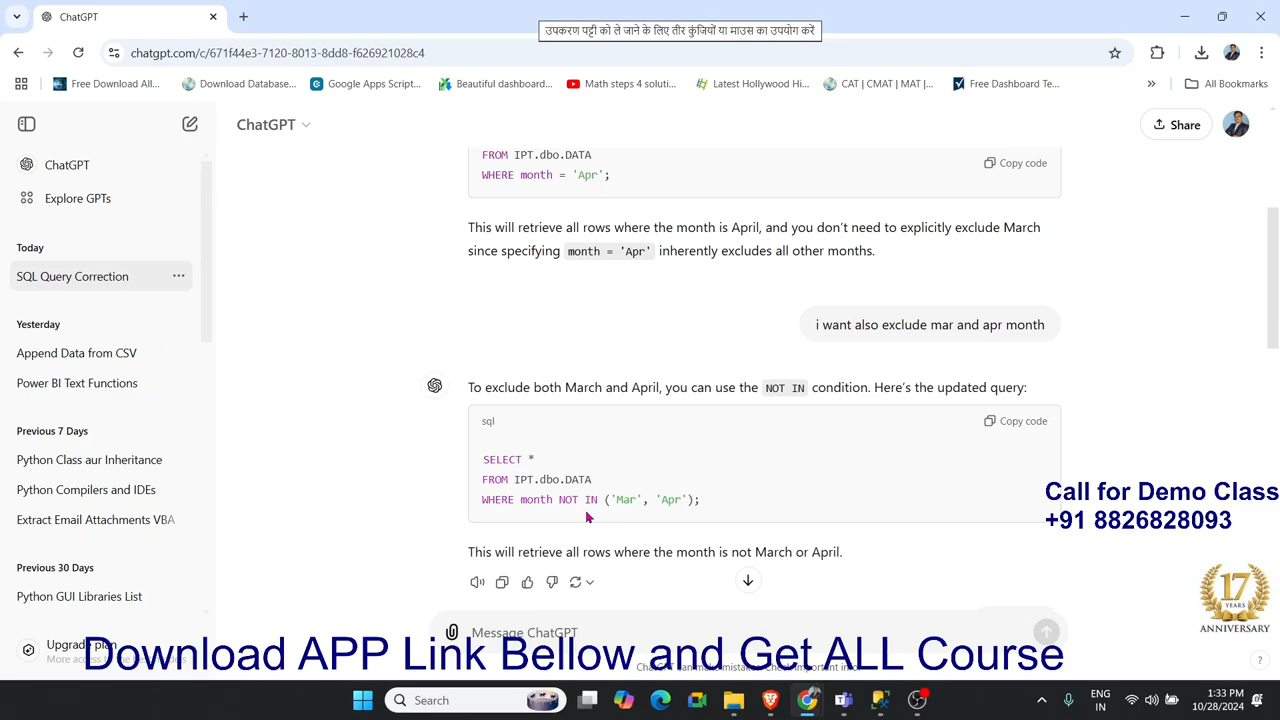 ChatGPT
उपकरण पट्टी को ले जाने के लिए तीर कुंजियों या माउस का उपयोग करें
chatgpt.com/c/671f44e3-7120-8013-8dd8-f626921028c4
Free Download All...
Download Database...
Google Apps Script...
Beautiful dashboard...
Math steps 4 soluti...
Latest Hollywood Hi...
CAT | CMAT | MAT |...
Free Dashboard Te...
»
All Bookmarks
ChatGPT
Share
ChatGPT
Explore GPTs
Today
SQL Query Correction
Yesterday
Append Data from CSV
Power BI Text Functions
Previous 7 Days
Python Class aur Inheritance
Python Compilers and IDEs
Extract Email Attachments VBA
Previous 30 Days
Python GUI Libraries List
Upgrade plan
FROM IPT.dbo.DATA
Copy code
WHERE month = 'Apr';
This will retrieve all rows where the month is April, and you don't need to explicitly exclude March
since specifying month = 'Apr' inherently excludes all other months.
i want also exclude mar and apr month
To exclude both March and April, you can use the NOT IN condition. Here's the updated query:
sql
Copy code
SELECT *
FROM IPT.dbo.DATA
WHERE month NOT IN ('Mar', 'Apr');
This will retrieve all rows where the month is not March or April.
Message ChatGPT
ChatGPT can make mistakes. Check important info.
Call for Demo Class
+91 8826828093
17
YEARS
ANNIVERSARY
Download APP Link Bellow and Get ALL Course
?
Search
ENG
IN
1:33 PM
10/28/2024